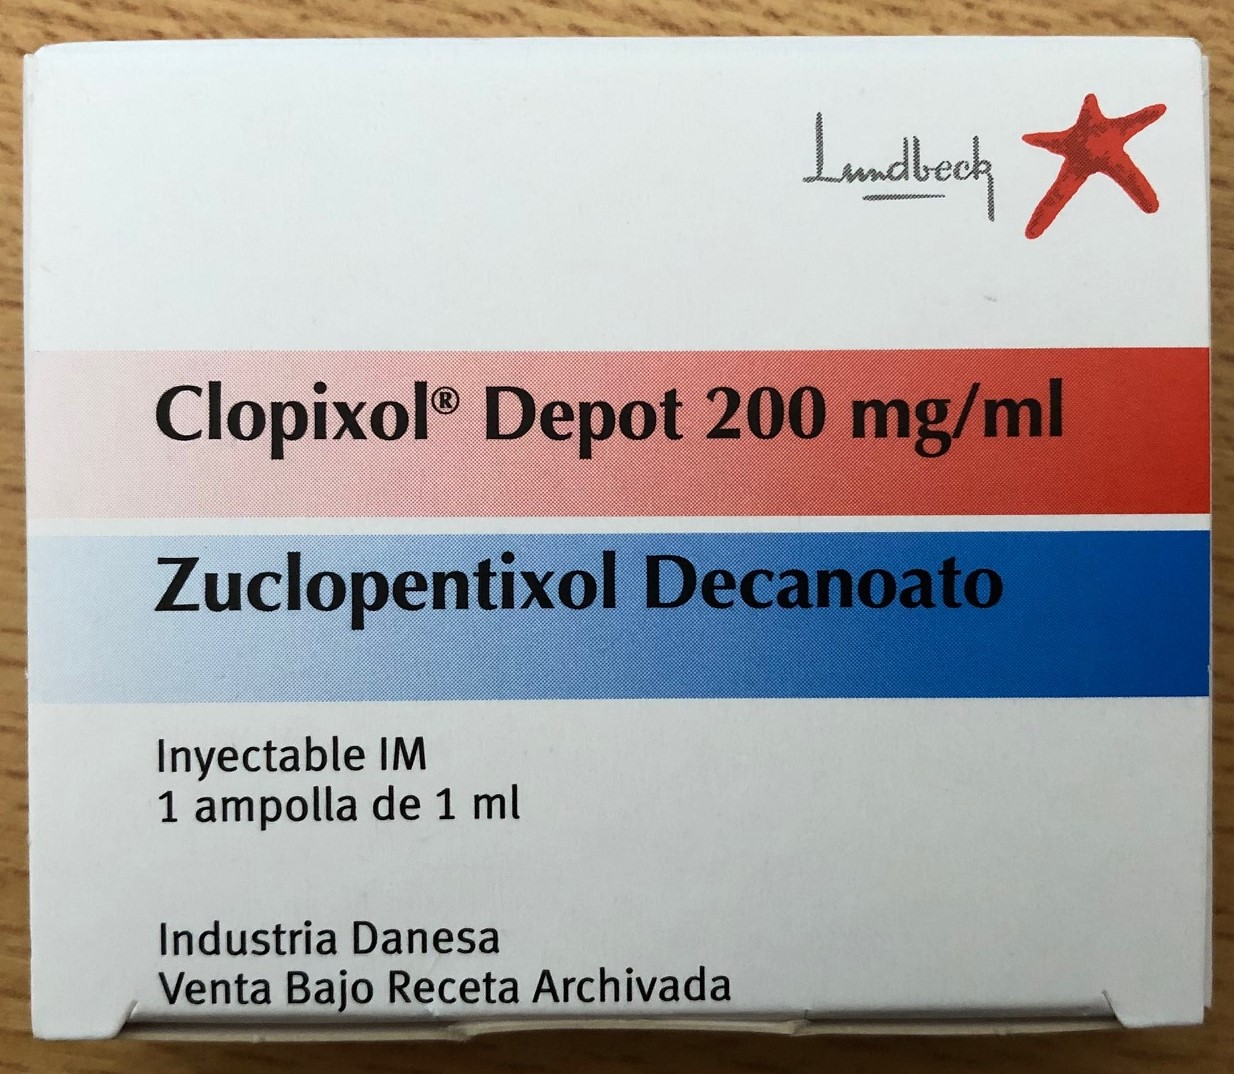 Lundbeck
Clopixol® Depot 200 mg/ml
Zuclopentixol Decanoato
Inyectable IM
1 ampolla de 1 ml
Industria Danesa
Venta Bajo Receta Archivada